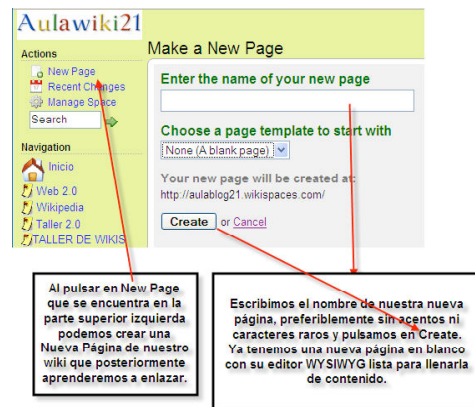 Aulawiki21
Actions
New Page
Recent Changes
Manage Space
Search
Navigation
Inicio
Web 2.0
Wikipedia
Taller 2.0
TALLER DE WIKIS
Make a New Page
Enter the name of your new page
Choose a page template to start with
None (A blank page)
Your new page will be created at:
http://aulablog21.wikispaces.com/
Create or Cancel
Al pulsar en New Page
que se encuentra en la
parte superior izquierda
podemos crear una
Nueva Página de nuestro
wiki que posteriormente
aprenderemos a enlazar.
Escribimos el nombre de nuestra nueva
página, preferiblemente sin acentos ni
caracteres raros y pulsamos en Create.
Ya tenemos una nueva página en blanco
con su editor WYSIWYG lista para llenarla
de contenido.